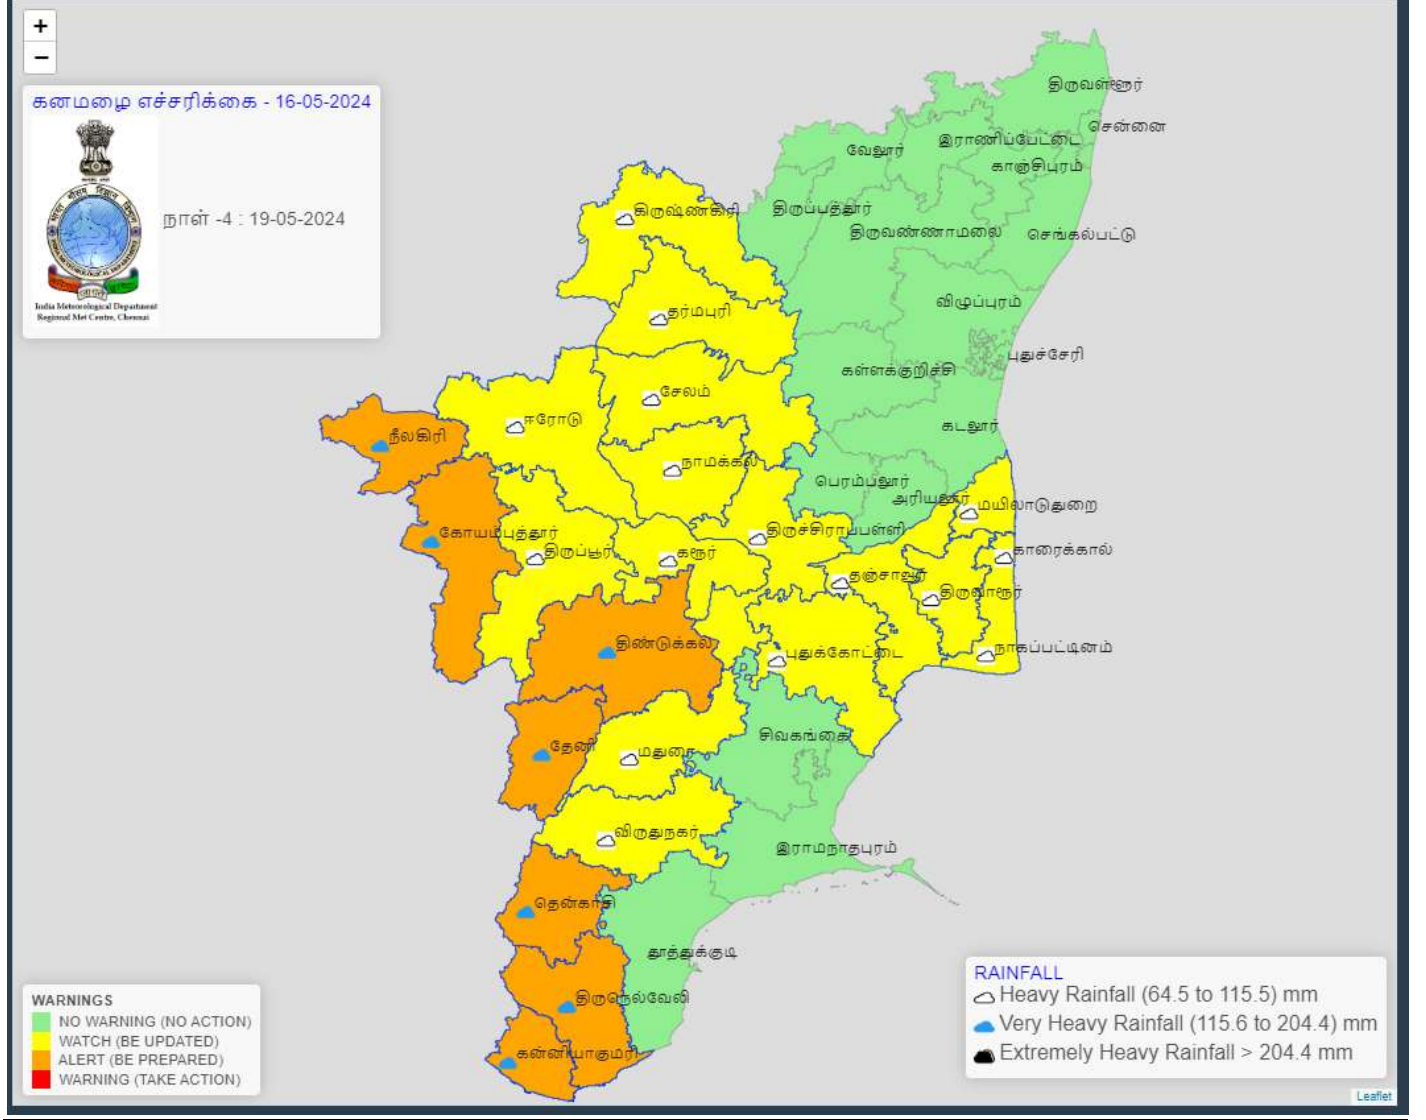 +
−
கனமழை எச்சரிக்கை - 16-05-2024
நாள் -4 : 19-05-2024
India Meteorological Department
Regional Met Centre, Chennai
திருவள்ளூர்
சென்னை
இராணிப்பேட்டை
வேலூர்
காஞ்சிபுரம்
கிருஷ்ணகிரி
திருப்பத்தூர்
திருவண்ணாமலை
செங்கல்பட்டு
விழுப்புரம்
தர்மபுரி
புதுச்சேரி
கள்ளக்குறிச்சி
சேலம்
ஈரோடு
கடலூர்
நீலகிரி
நாமக்கல்
பெரம்பலூர்
அரியலூர்
மயிலாடுதுறை
கோயம்புத்தூர்
திருச்சிராப்பள்ளி
திருப்பூர்
கரூர்
காரைக்கால்
தஞ்சாவூர்
திருவாரூர்
திண்டுக்கல்
புதுக்கோட்டை
நாகப்பட்டினம்
சிவகங்கை
தேனி
மதுரை
விருதுநகர்
இராமநாதபுரம்
தென்காசி
தூத்துக்குடி
திருநெல்வேலி
கன்னியாகுமரி
WARNINGS
NO WARNING (NO ACTION)
WATCH (BE UPDATED)
ALERT (BE PREPARED)
WARNING (TAKE ACTION)
RAINFALL
Heavy Rainfall (64.5 to 115.5) mm
Very Heavy Rainfall (115.6 to 204.4) mm
Extremely Heavy Rainfall > 204.4 mm
Leaflet